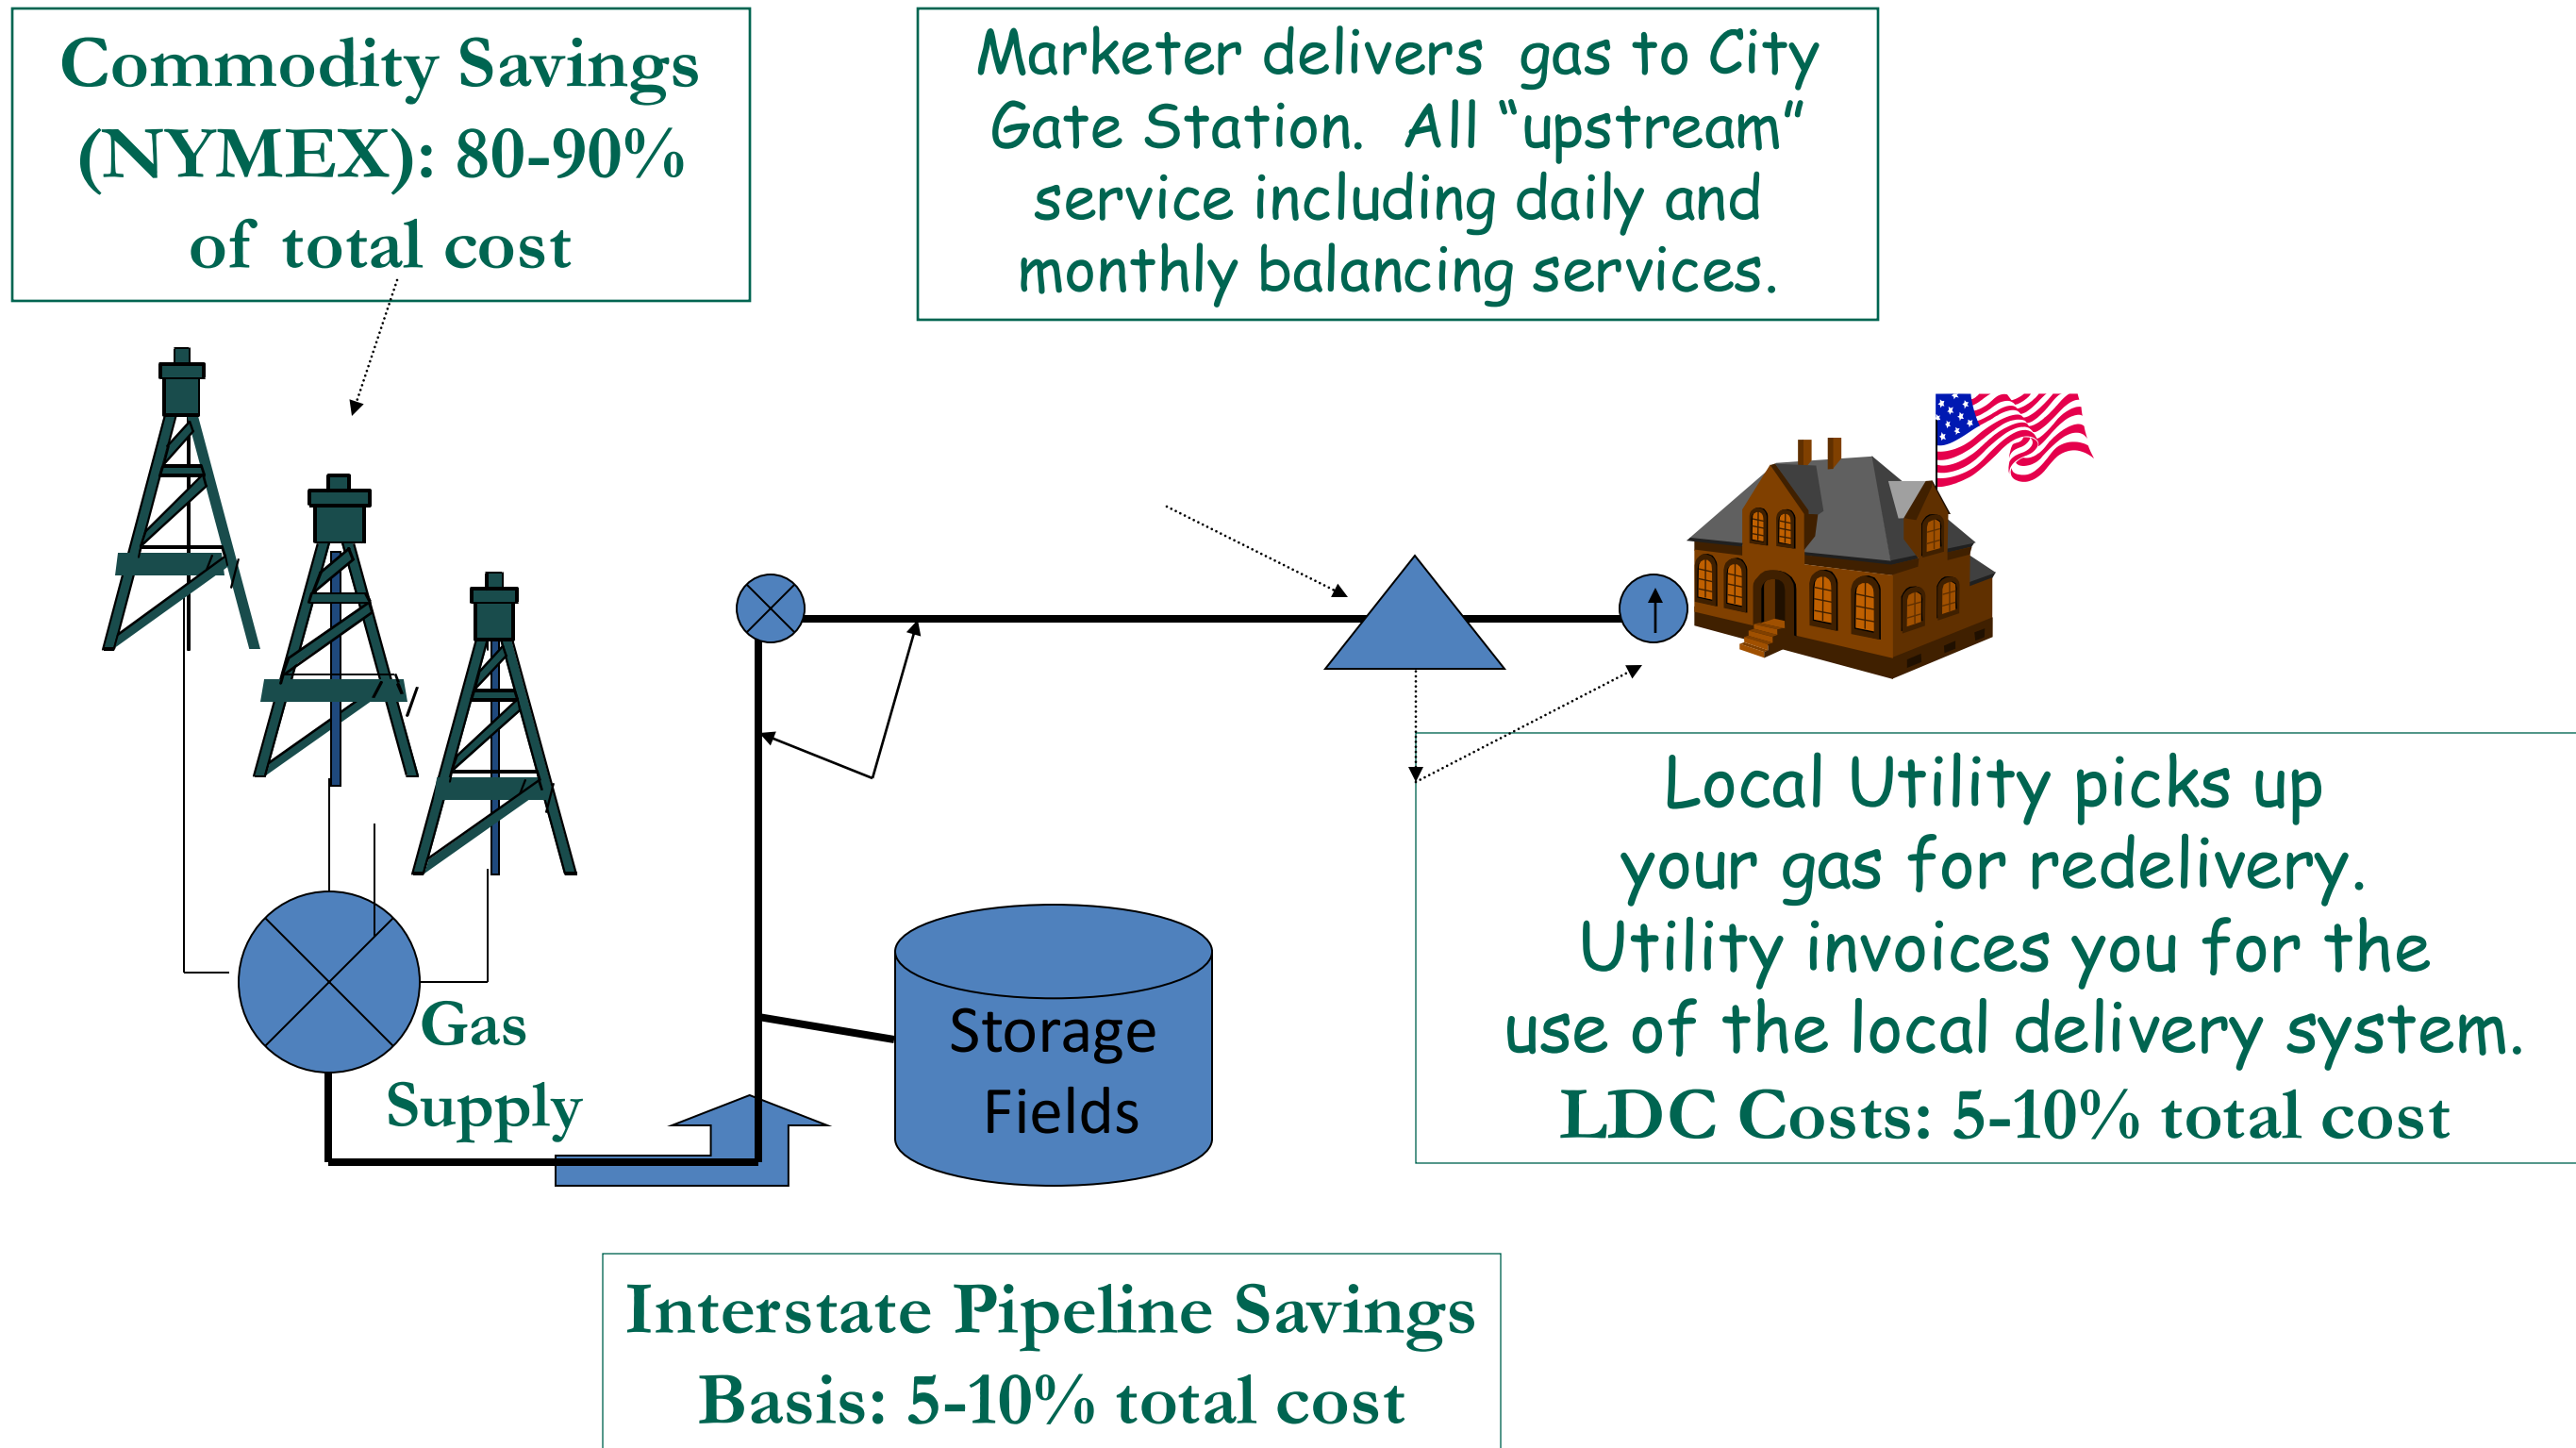 Commodity Savings
(NYMEX): 80-90%
of total cost
Marketer delivers gas to City
Gate Station. All “upstream”
service including daily and
monthly balancing services.
Gas
Supply
Storage
Fields
Local Utility picks up
your gas for redelivery.
Utility invoices you for the
use of the local delivery system.
LDC Costs: 5-10% total cost
Interstate Pipeline Savings
Basis: 5-10% total cost